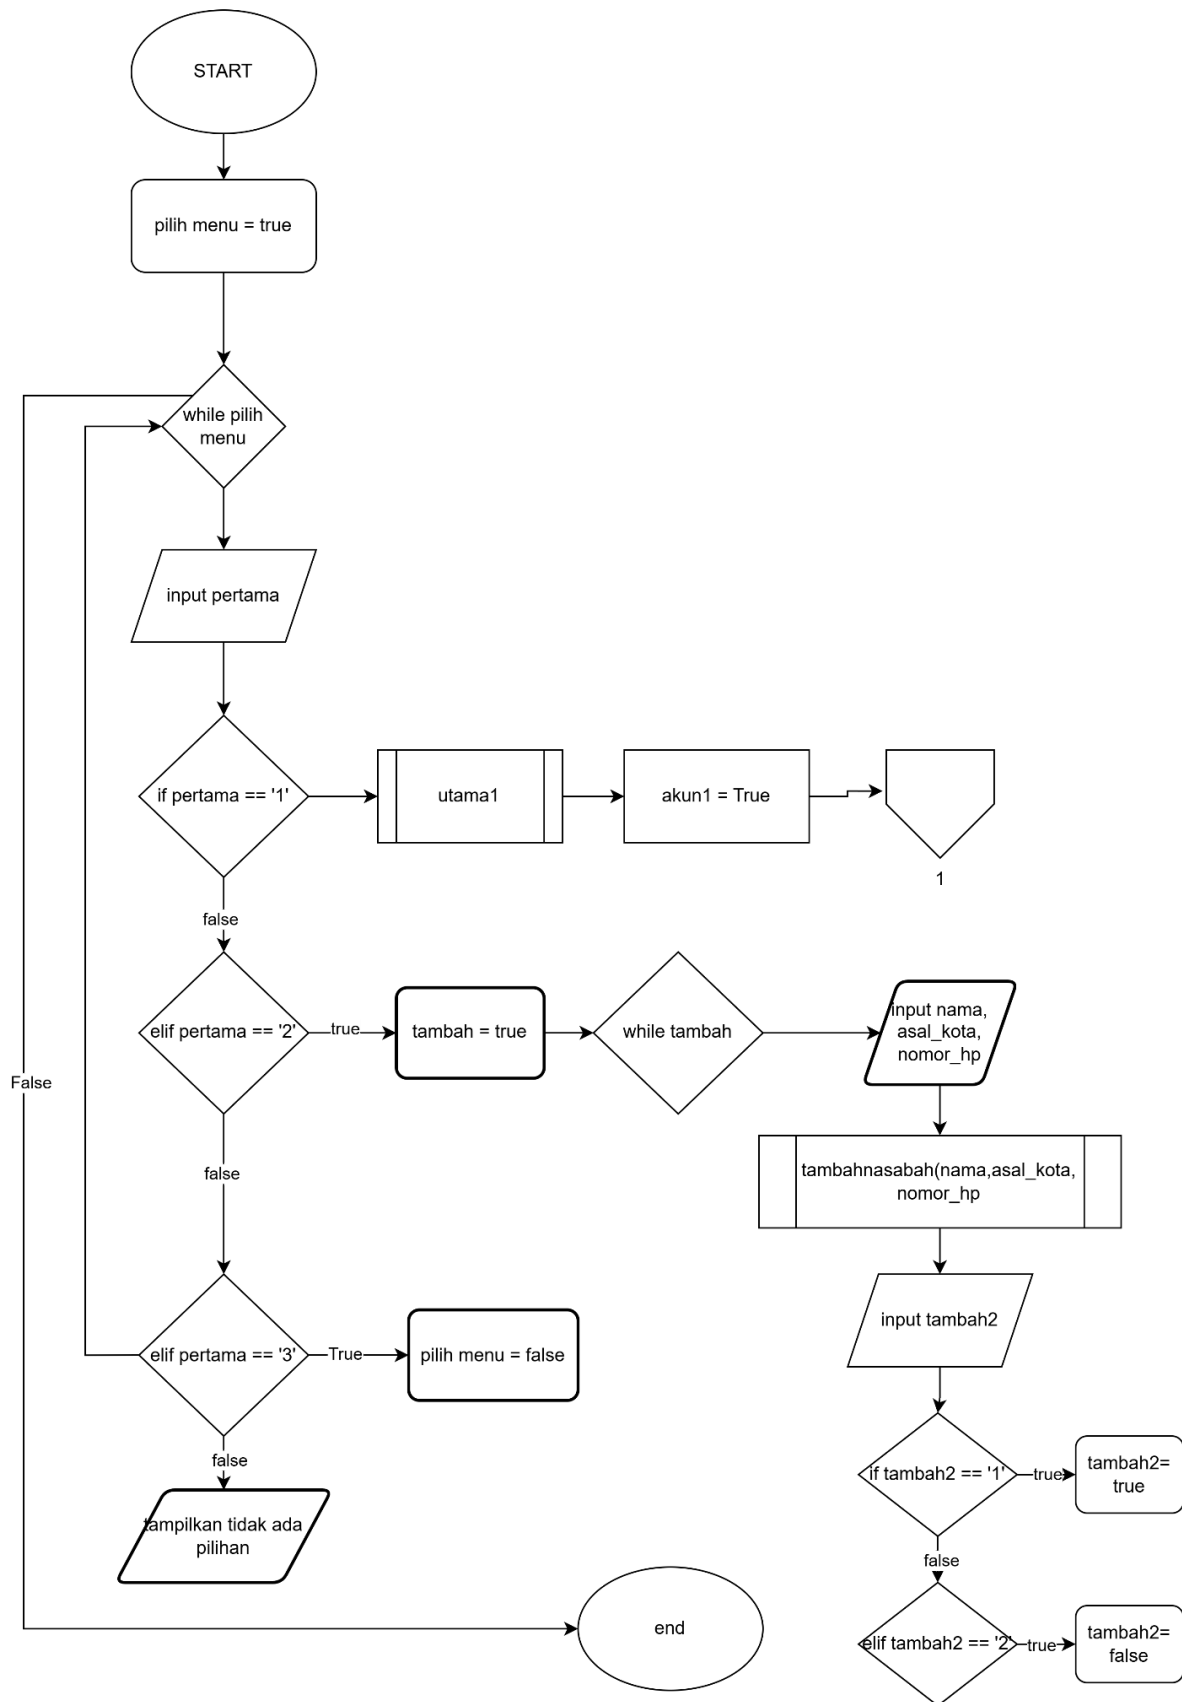 START
pilih menu = true
while pilih
menu
input pertama
if pertama == '1'
utama1
akun1 = True
1
false
elif pertama == '2'
true
tambah = true
while tambah
input nama,
asal_kota,
nomor_hp
False
false
tambahnasabah(nama,asal_kota,
nomor_hp
input tambah2
elif pertama == '3'
True
pilih menu = false
false
tampilkan tidak ada
pilihan
if tambah2 == '1'
true
tambah2=
true
false
end
elif tambah2 == '2'
true
tambah2=
false